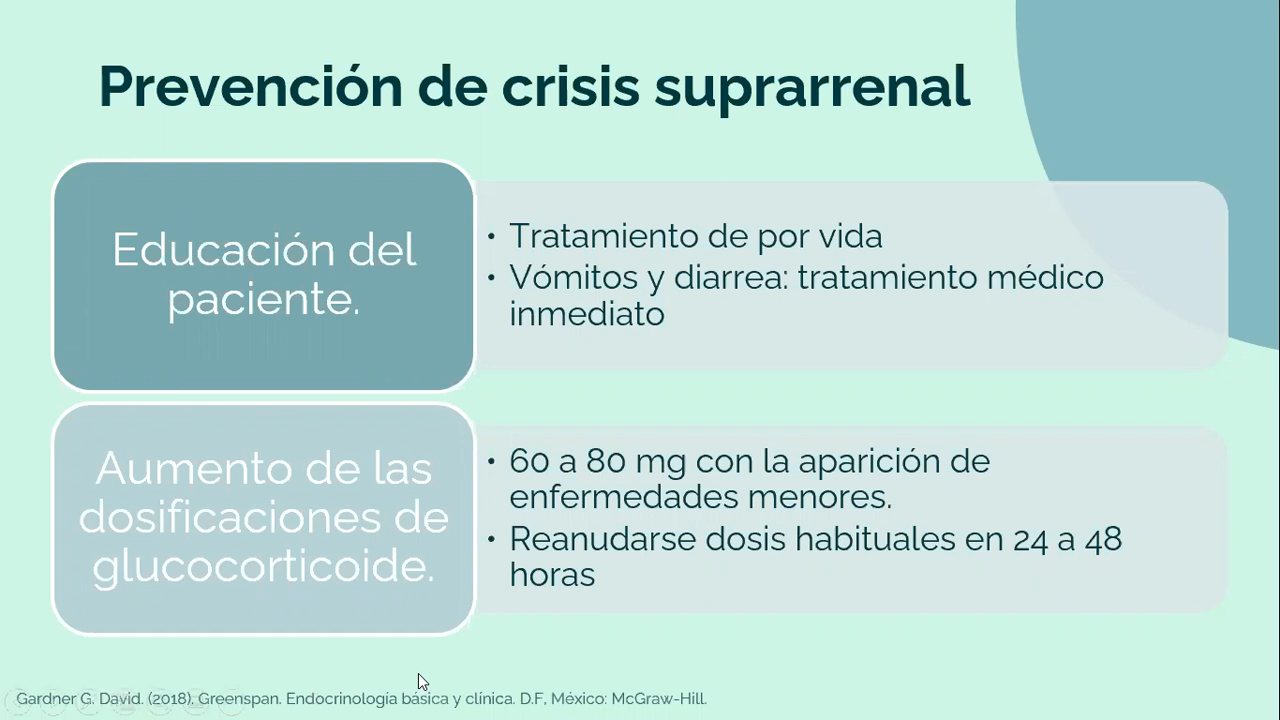 Prevención de crisis suprarrenal
Educación del
paciente.
• Tratamiento de por vida
• Vómitos y diarrea: tratamiento médico
inmediato
Aumento de las
dosificaciones de
glucocorticoide.
• 60 a 80 mg con la aparición de
enfermedades menores.
• Reanudarse dosis habituales en 24 a 48
horas
Gardner G. David. (2018). Greenspan. Endocrinología básica y clínica. D.F, México: McGraw-Hill.